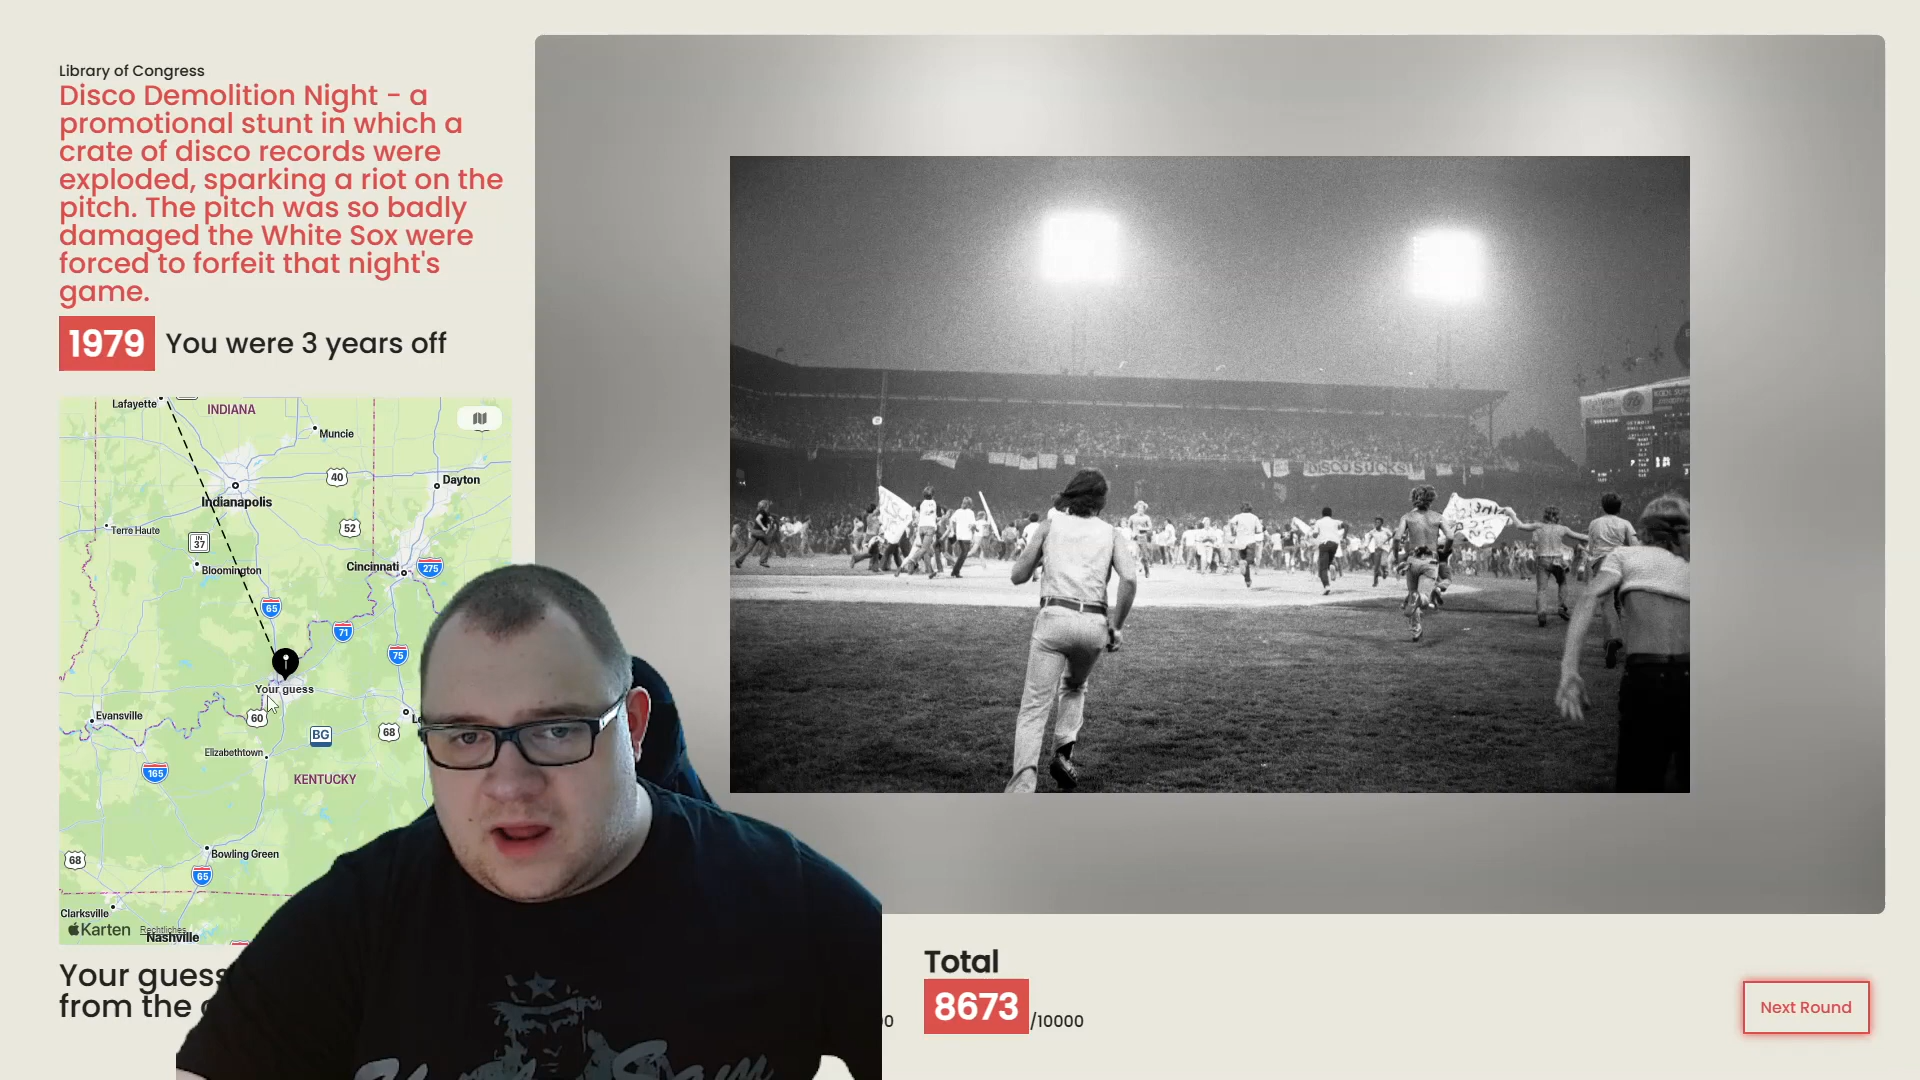 Library of Congress
Disco Demolition Night - a
promotional stunt in which a
crate of disco records were
exploded, sparking a riot on the
pitch. The pitch was so badly
damaged the White Sox were
forced to forfeit that night's
game.
1979 You were 3 years off
Lafayette
INDIANA
Muncie
40
Dayton
Indianapolis
52
Terre Haute
IN
37
Bloomington
Cincinnati
275
65
71
75
Your guess
60
Evansville
68
BG
Elizabethtown
165
KENTUCKY
68
Bowling Green
65
Clarksville
Karten
Rechtliches
Nashville
Your guess
from the
DISCO SUCKS
Total
8673 /10000
Next Round